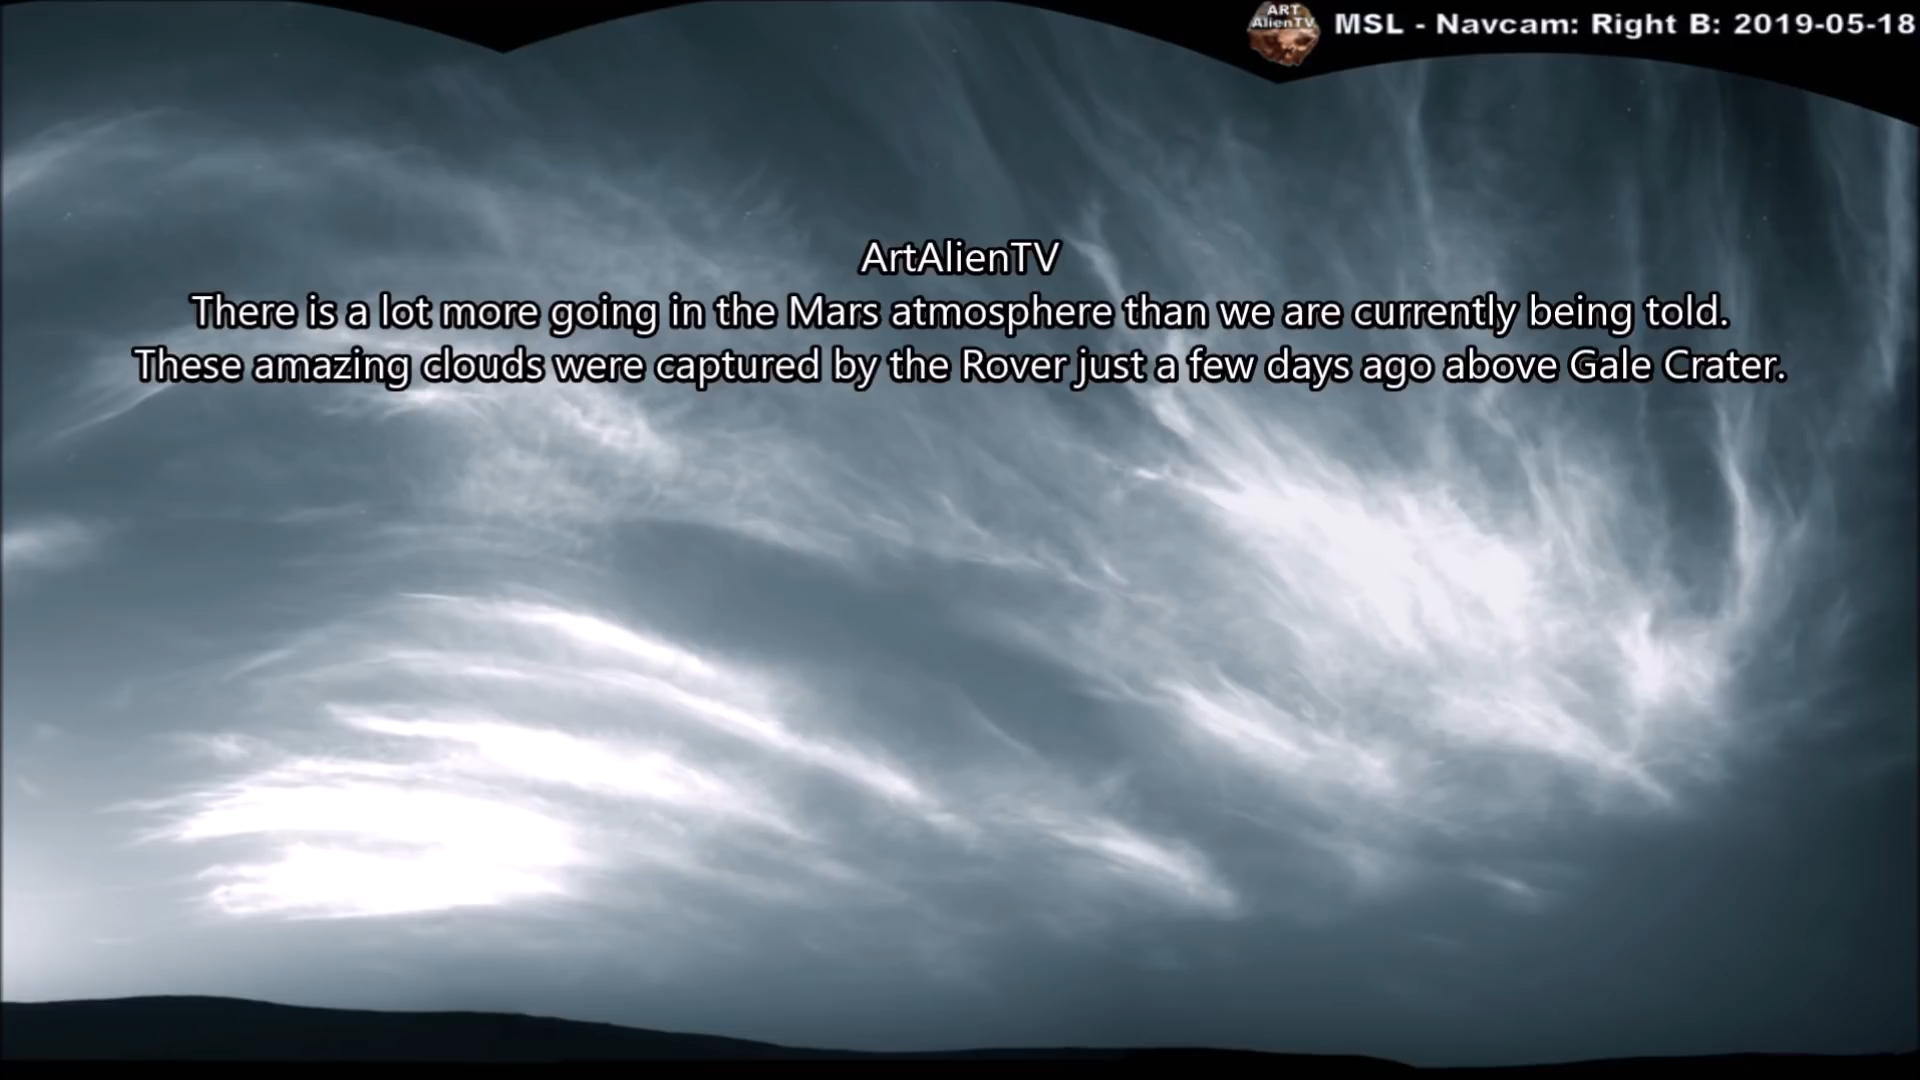 ART
AlienTV
MSL - Navcam: Right B: 2019-05-18
ArtAlienTV
There is a lot more going in the Mars atmosphere than we are currently being told.
These amazing clouds were captured by the Rover just a few days ago above Gale Crater.